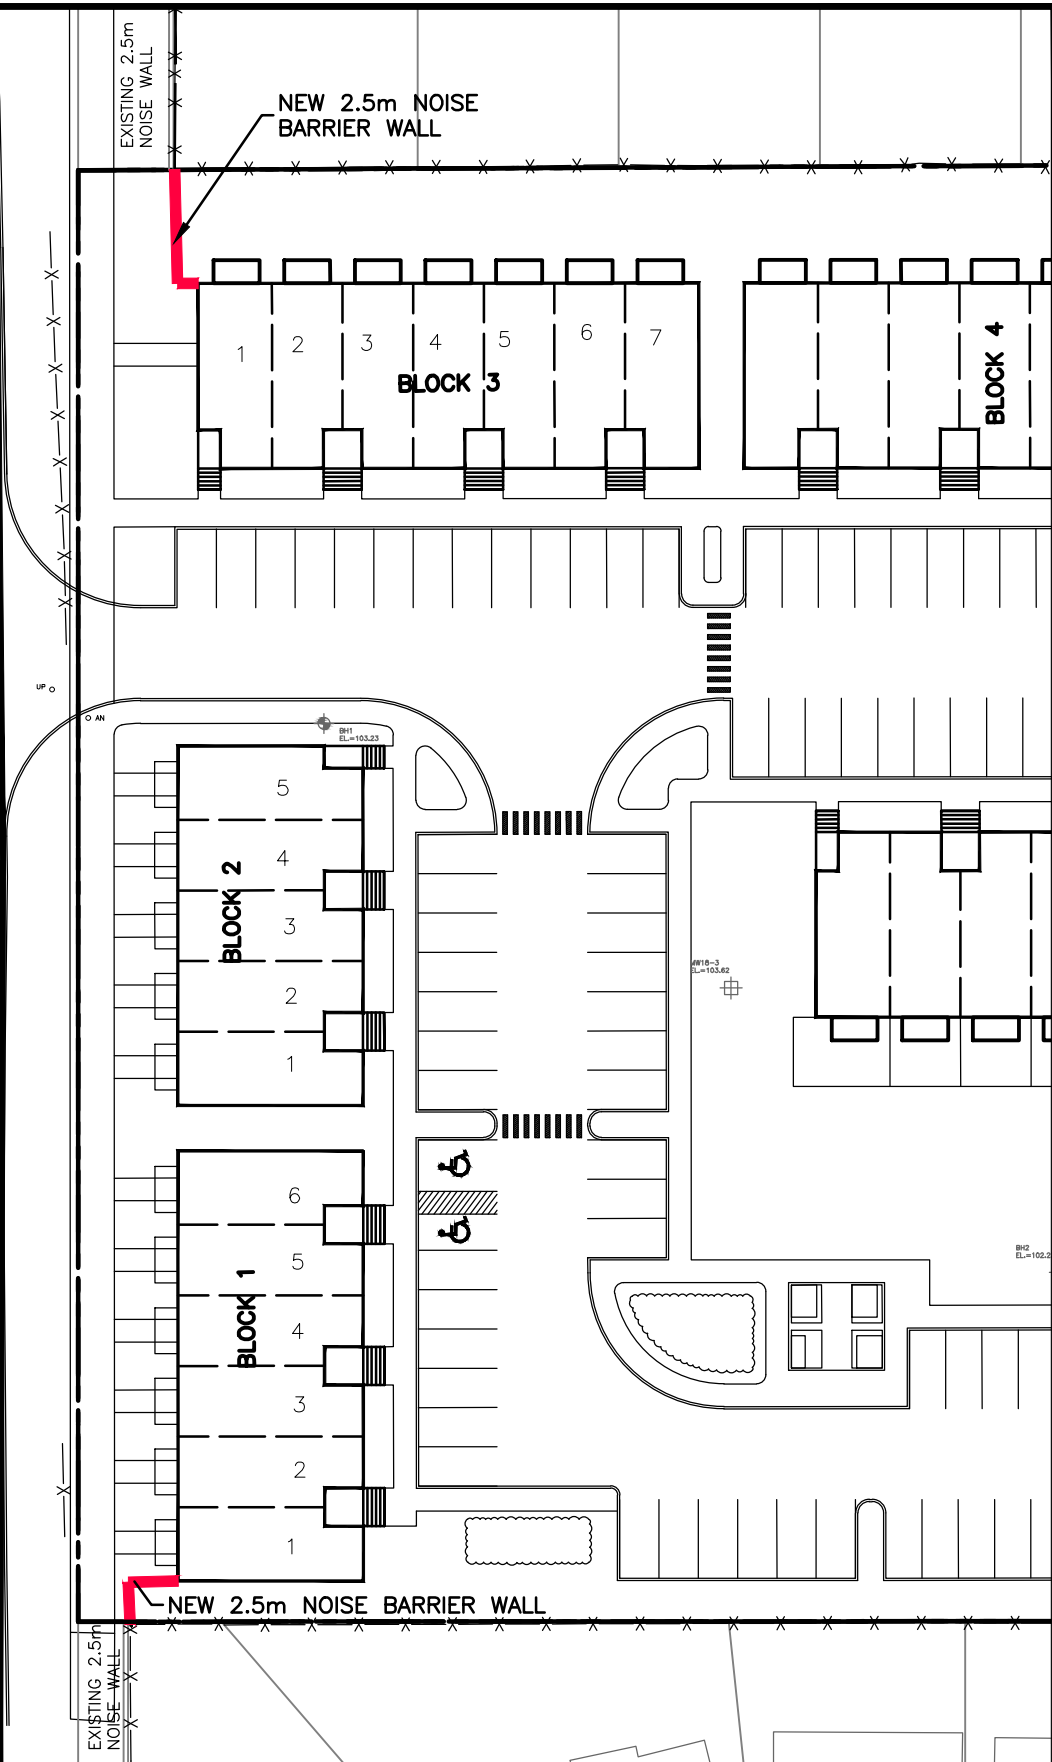 EXISTING 2.5m
NOISE WALL
NEW 2.5m NOISE
BARRIER WALL
1
2
3
4
5
6
7
BLOCK 3
BLOCK 4
UP
AN
BH1
EL.=103.23
5
4
3
2
1
BLOCK 2
MW18-3
EL.=103.62
6
5
4
3
2
1
BLOCK 1
BH2
EL.=102.2
NEW 2.5m NOISE BARRIER WALL
EXISTING 2.5m
NOISE WALL